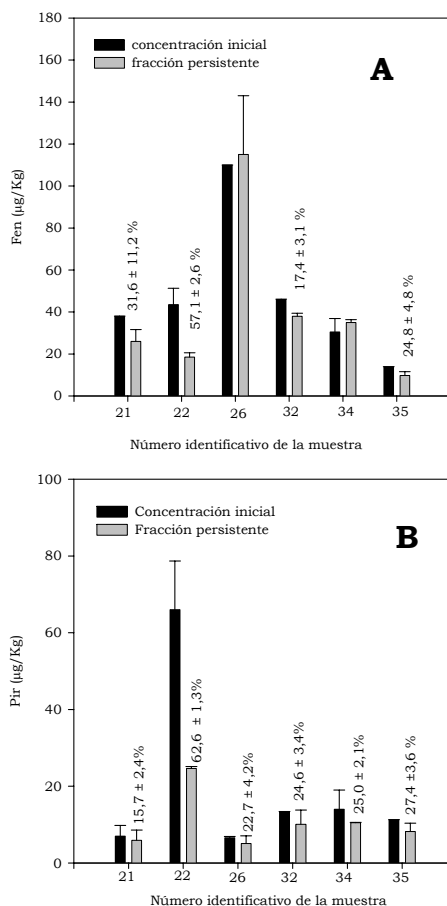 concentración inicial
fracción persistente
A
180
160
140
120
100
80
60
40
20
0
Fen (µg/Kg)
31,6 ± 11,2 %
57,1 ± 2,6 %
17,4 ± 3,1 %
24,8 ± 4,8 %
21 22 26 32 34 35
Número identificativo de la muestra
Concentración inicial
Fracción persistente
B
100
80
60
40
20
0
Pir (µg/Kg)
15,7 ± 2,4%
62,6 ± 1,3%
22,7 ± 4,2%
24,6 ± 3,4%
25,0 ± 2,1%
27,4 ±3,6 %
21 22 26 32 34 35
Número identificativo de la muestra